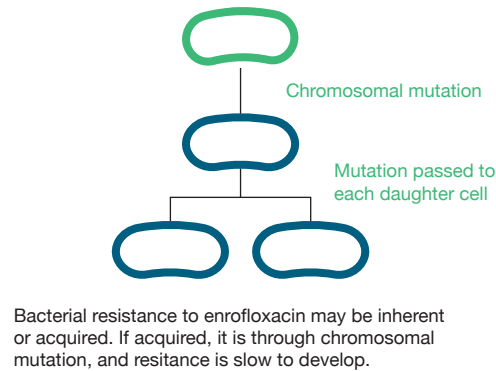 Chromosomal mutation
Mutation passed to
each daughter cell
Bacterial resistance to enrofloxacin may be inherent
or acquired. If acquired, it is through chromosomal
mutation, and resitance is slow to develop.